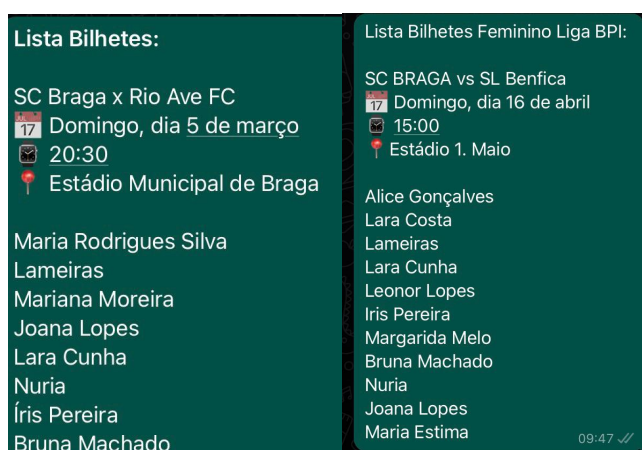 Lista Bilhetes:
SC Braga x Rio Ave FC
JUL 17 Domingo, dia 5 de março
20:30
Estádio Municipal de Braga
Maria Rodrigues Silva
Lameiras
Mariana Moreira
Joana Lopes
Lara Cunha
Nuria
Íris Pereira
Bruna Machado
Lista Bilhetes Feminino Liga BPI:
SC BRAGA vs SL Benfica
JUL 17 Domingo, dia 16 de abril
15:00
Estádio 1. Maio
Alice Gonçalves
Lara Costa
Lameiras
Lara Cunha
Leonor Lopes
Iris Pereira
Margarida Melo
Bruna Machado
Nuria
Joana Lopes
Maria Estima
09:47